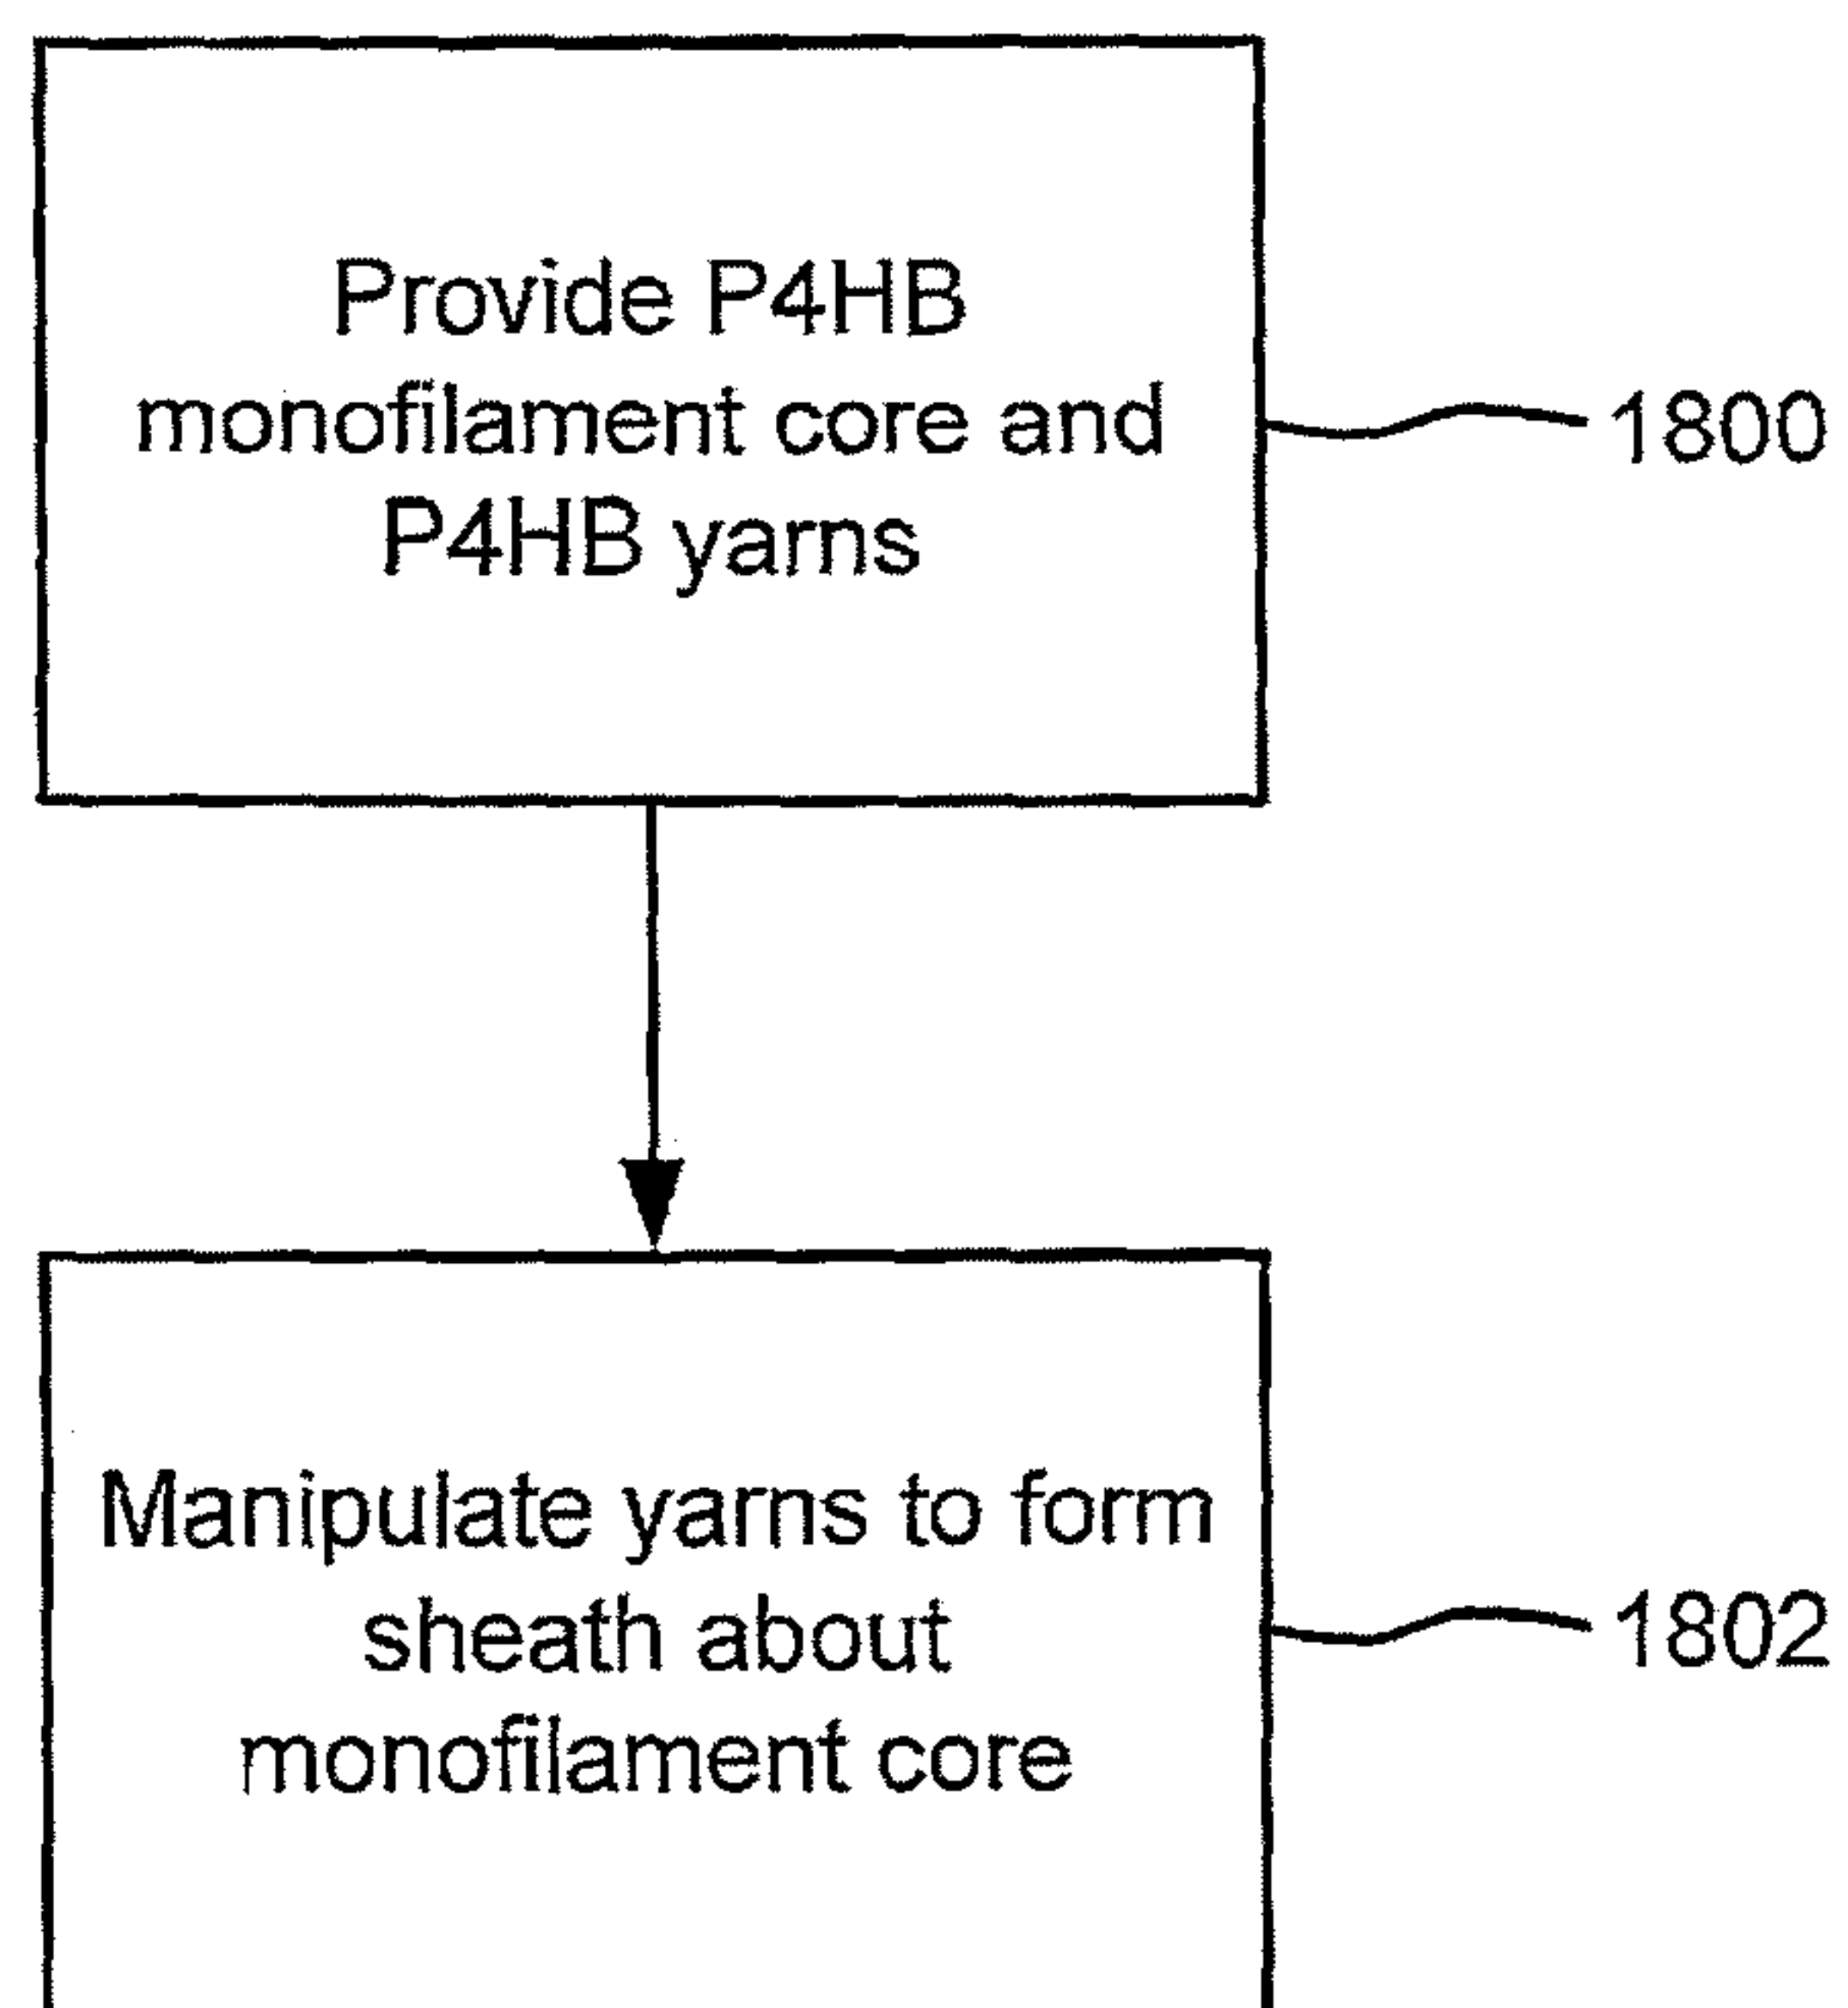 Provide P4HB
monofilament core and
P4HB yarns
1800
Manipulate yarns to form
sheath about
monofilament core
1802